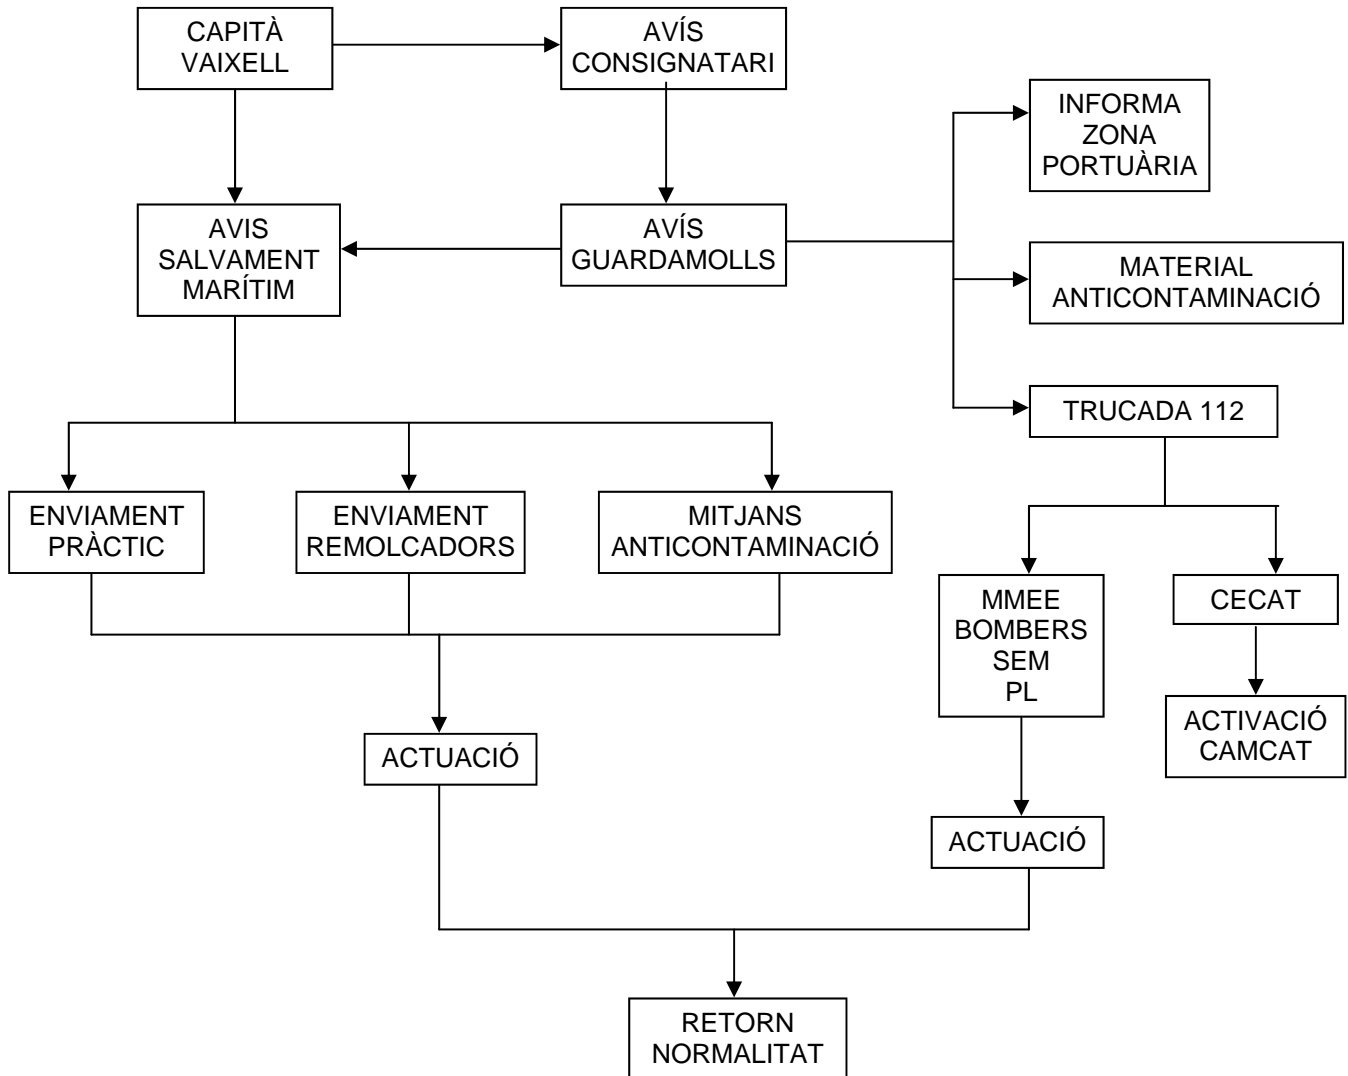 CAPITÀ
VAIXELL
AVÍS
CONSIGNATARI
INFORMA
ZONA
PORTUÀRIA
AVIS
SALVAMENT
MARÍTIM
AVÍS
GUARDAMOLLS
MATERIAL
ANTICONTAMINACIÓ
TRUCADA 112
ENVIAMENT
PRÀCTIC
ENVIAMENT
REMOLCADORS
MITJANS
ANTICONTAMINACIÓ
MMEE
BOMBERS
SEM
PL
CECAT
ACTIVACIÓ
CAMCAT
ACTUACIÓ
ACTUACIÓ
RETORN
NORMALITAT